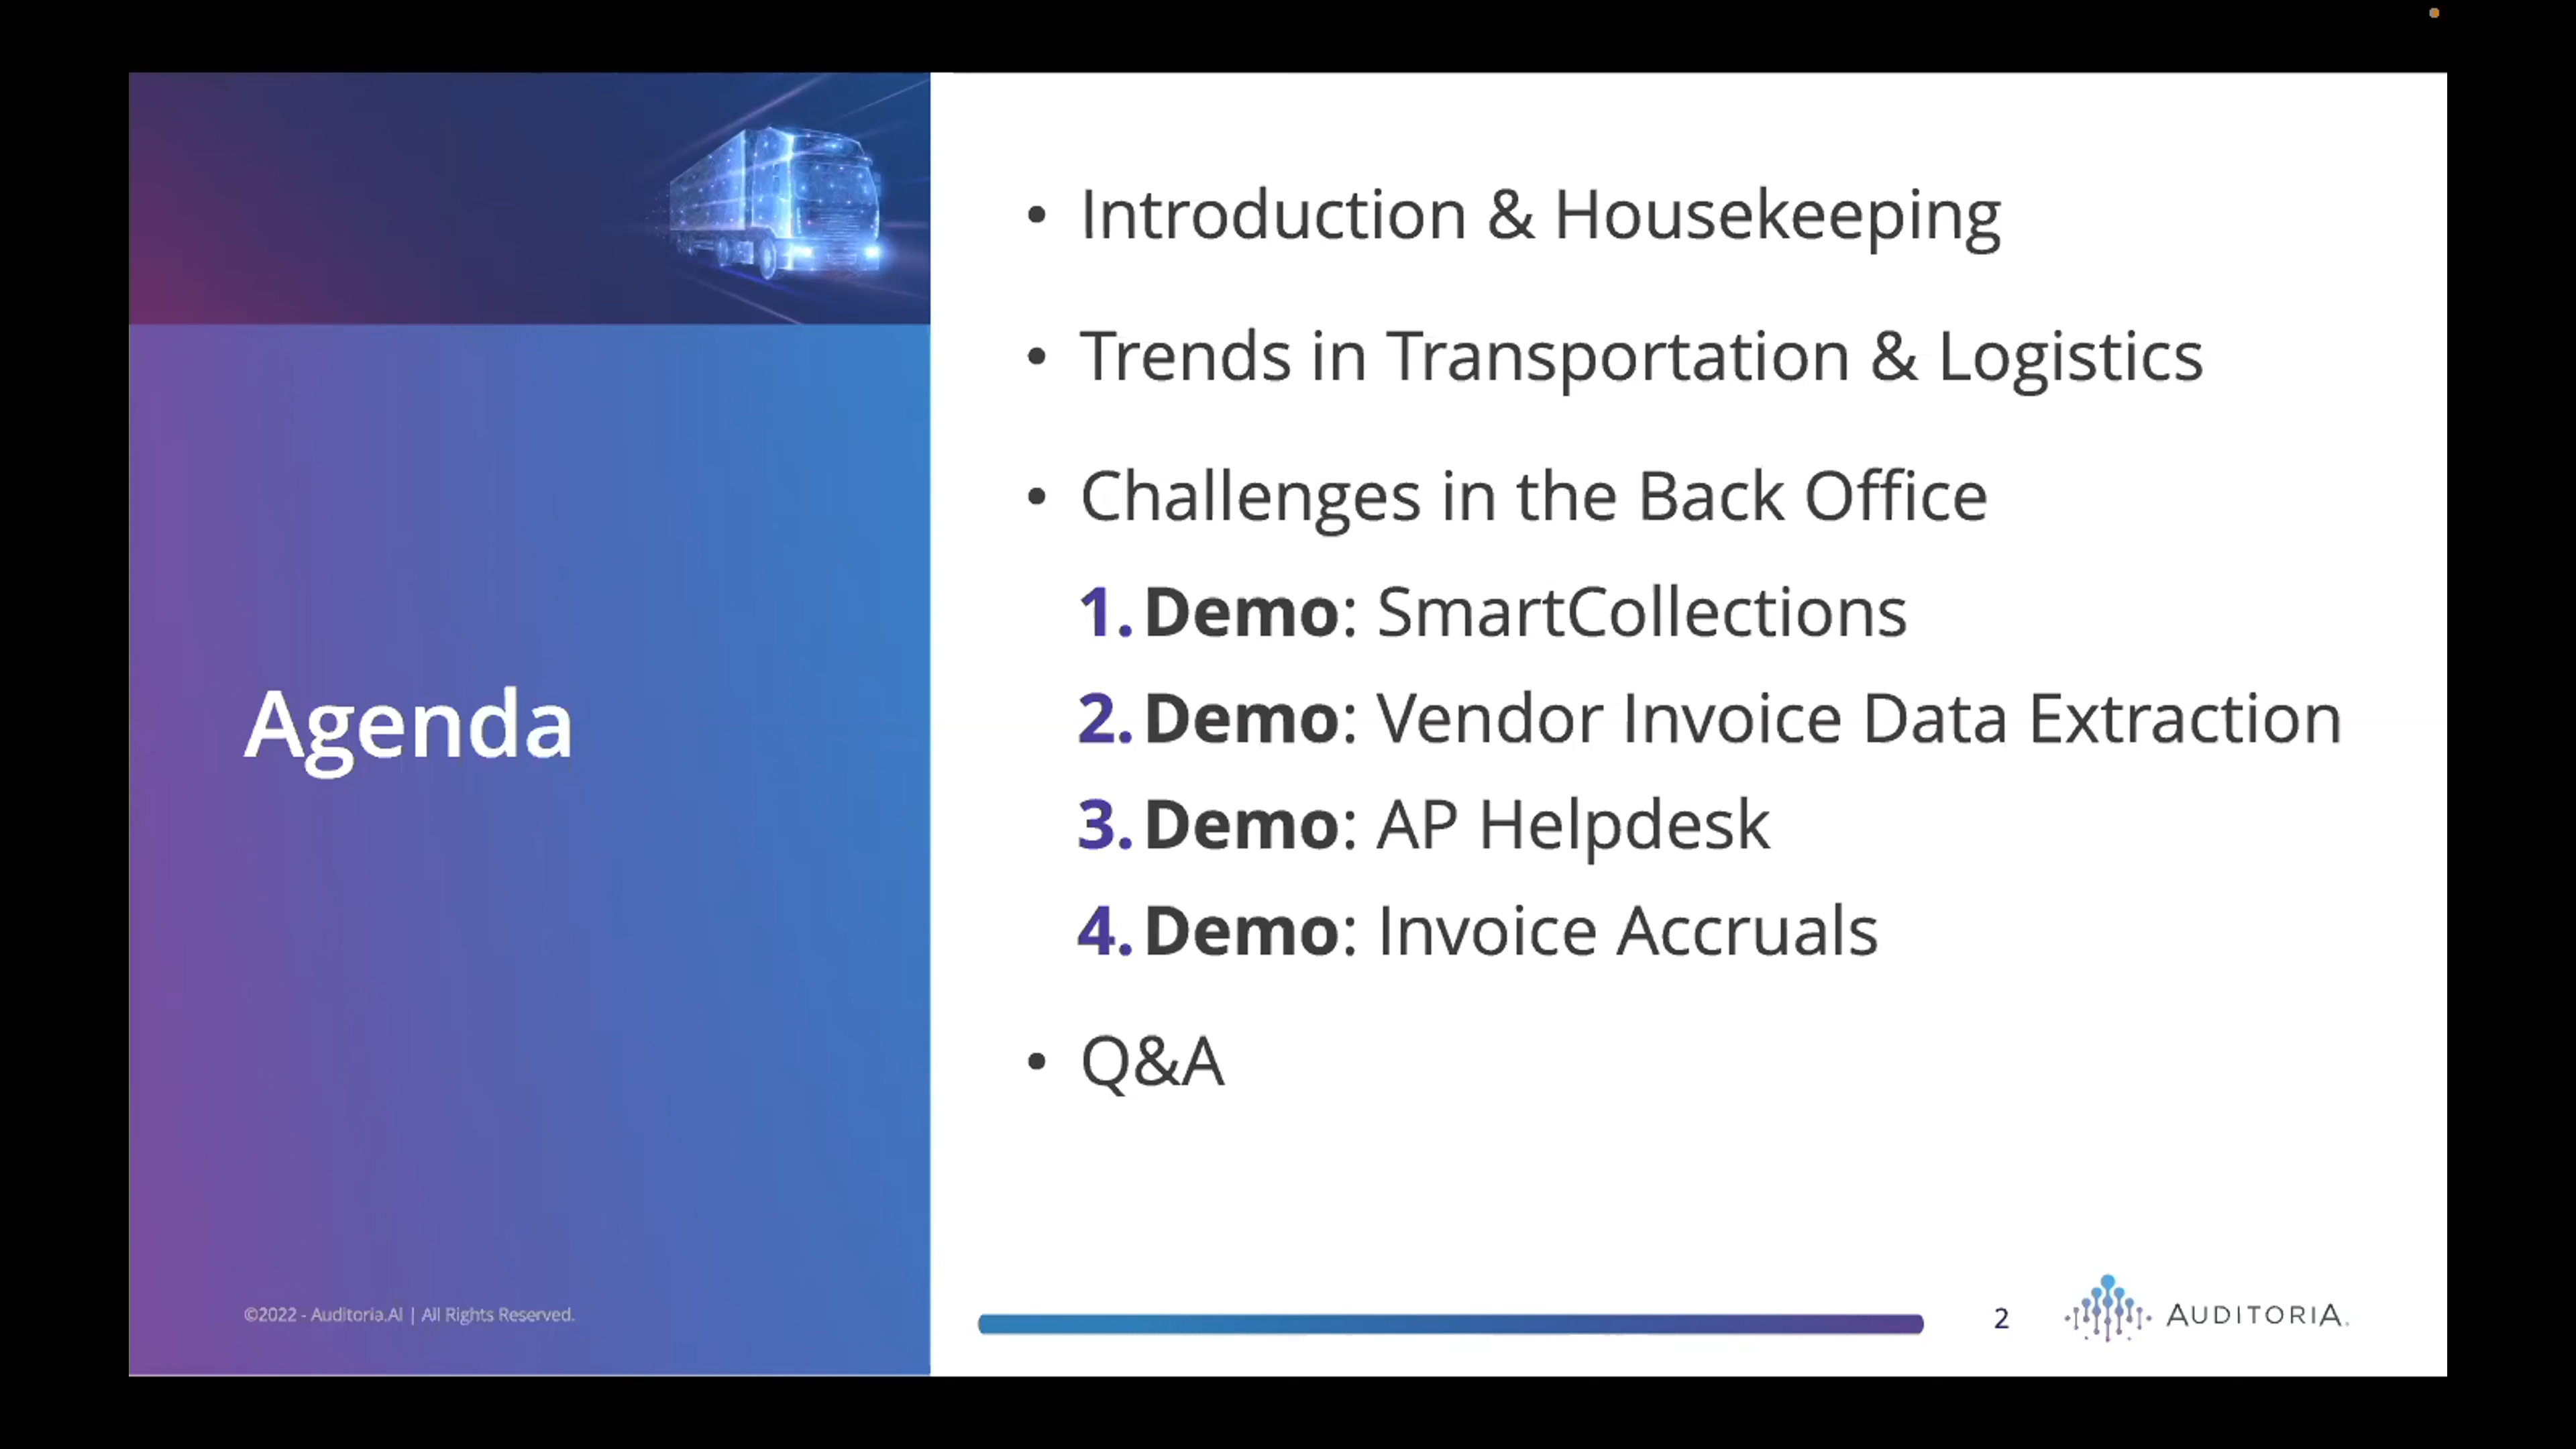 Agenda
• Introduction & Housekeeping
• Trends in Transportation & Logistics
• Challenges in the Back Office
1. Demo: SmartCollections
2. Demo: Vendor Invoice Data Extraction
3. Demo: AP Helpdesk
4. Demo: Invoice Accruals
• Q&A
©2022 - Auditoria.AI | All Rights Reserved.
2
AUDITORIA.